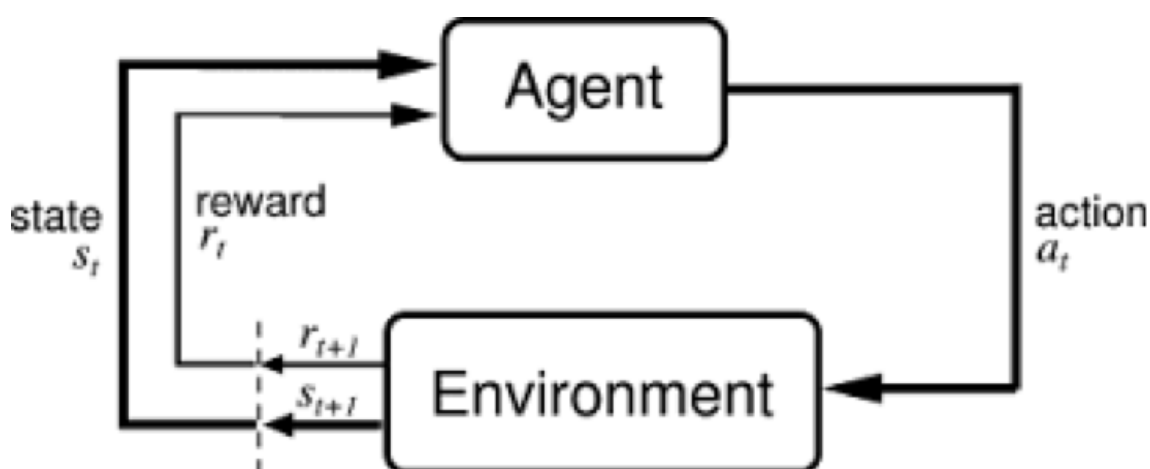 Agent
state
s_t
reward
r_t
action
a_t
r_{t+1}
s_{t+1}
Environment